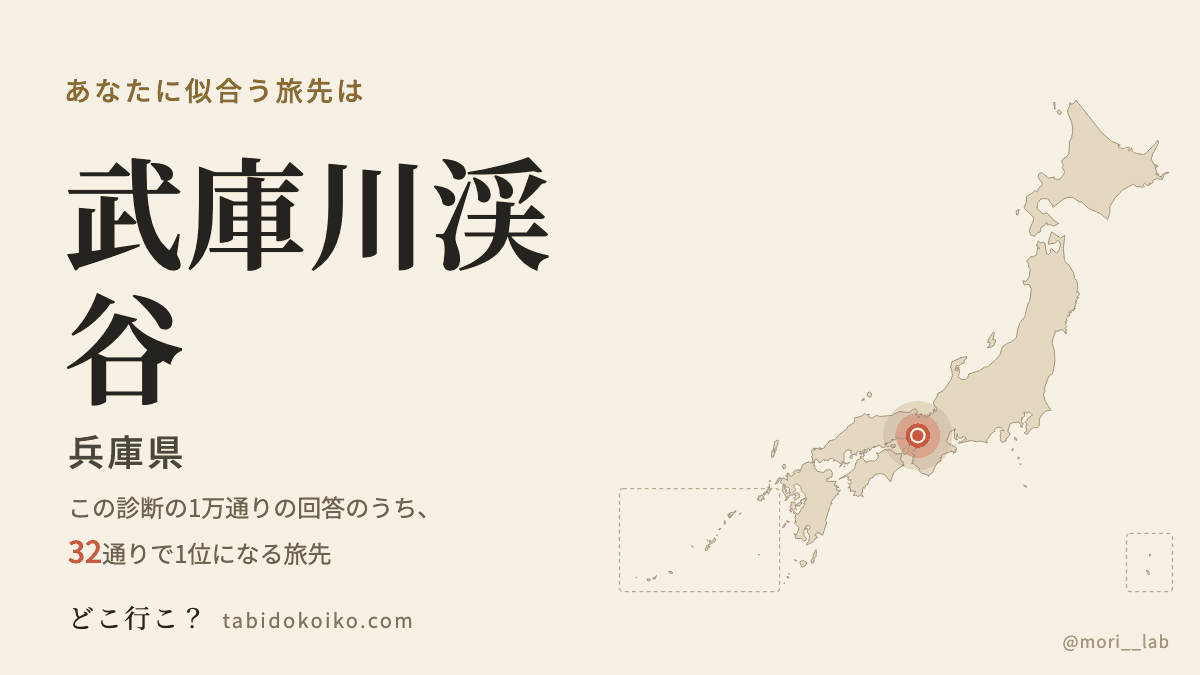 あなたに似合う旅先は
武庫川渓
谷
兵庫県
この診断の1万通りの回答のうち、
32通りで1位になる旅先
どこ行こ？ tabidokoiko.com
@mori__lab